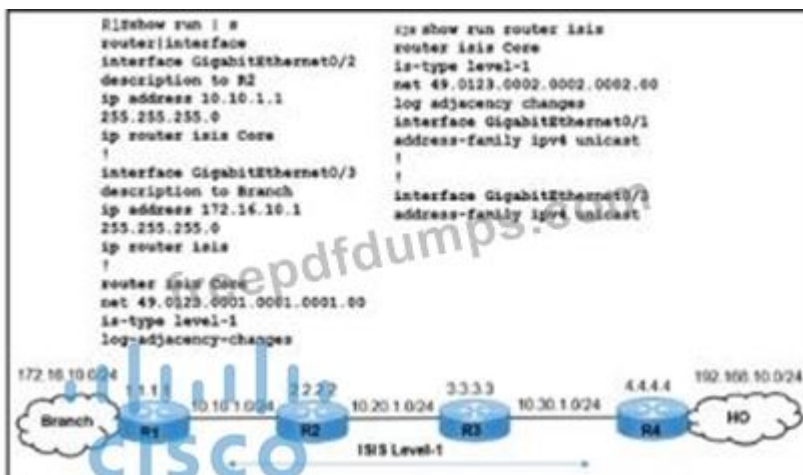 R1#show run | s
router|interface
interface GigabitEthernet0/2
description to R2
ip address 10.10.1.1
255.255.255.0
ip router isis Core
!
interface GigabitEthernet0/3
description to Branch
ip address 172.16.10.1
255.255.255.0
ip router isis
!
router isis Core
net 49.0123.0001.0001.0001.00
is-type level-1
log-adjacency-changes
show run router isis
router isis Core
is-type level-1
net 49.0123.0002.0002.0002.00
log adjacency changes
interface GigabitEthernet0/1
address-family ipv4 unicast
!
!
interface GigabitEthernet0/3
address-family ipv4 unicast
freepdfdumps.com
172.16.10.0/24
1.1.1.1
10.10.1.0/24
2.2.2.2
10.20.1.0/24
3.3.3.3
10.30.1.0/24
4.4.4.4
192.168.10.0/24
Branch
R1
R2
R3
R4
HO
ISIS Level-1
cisco